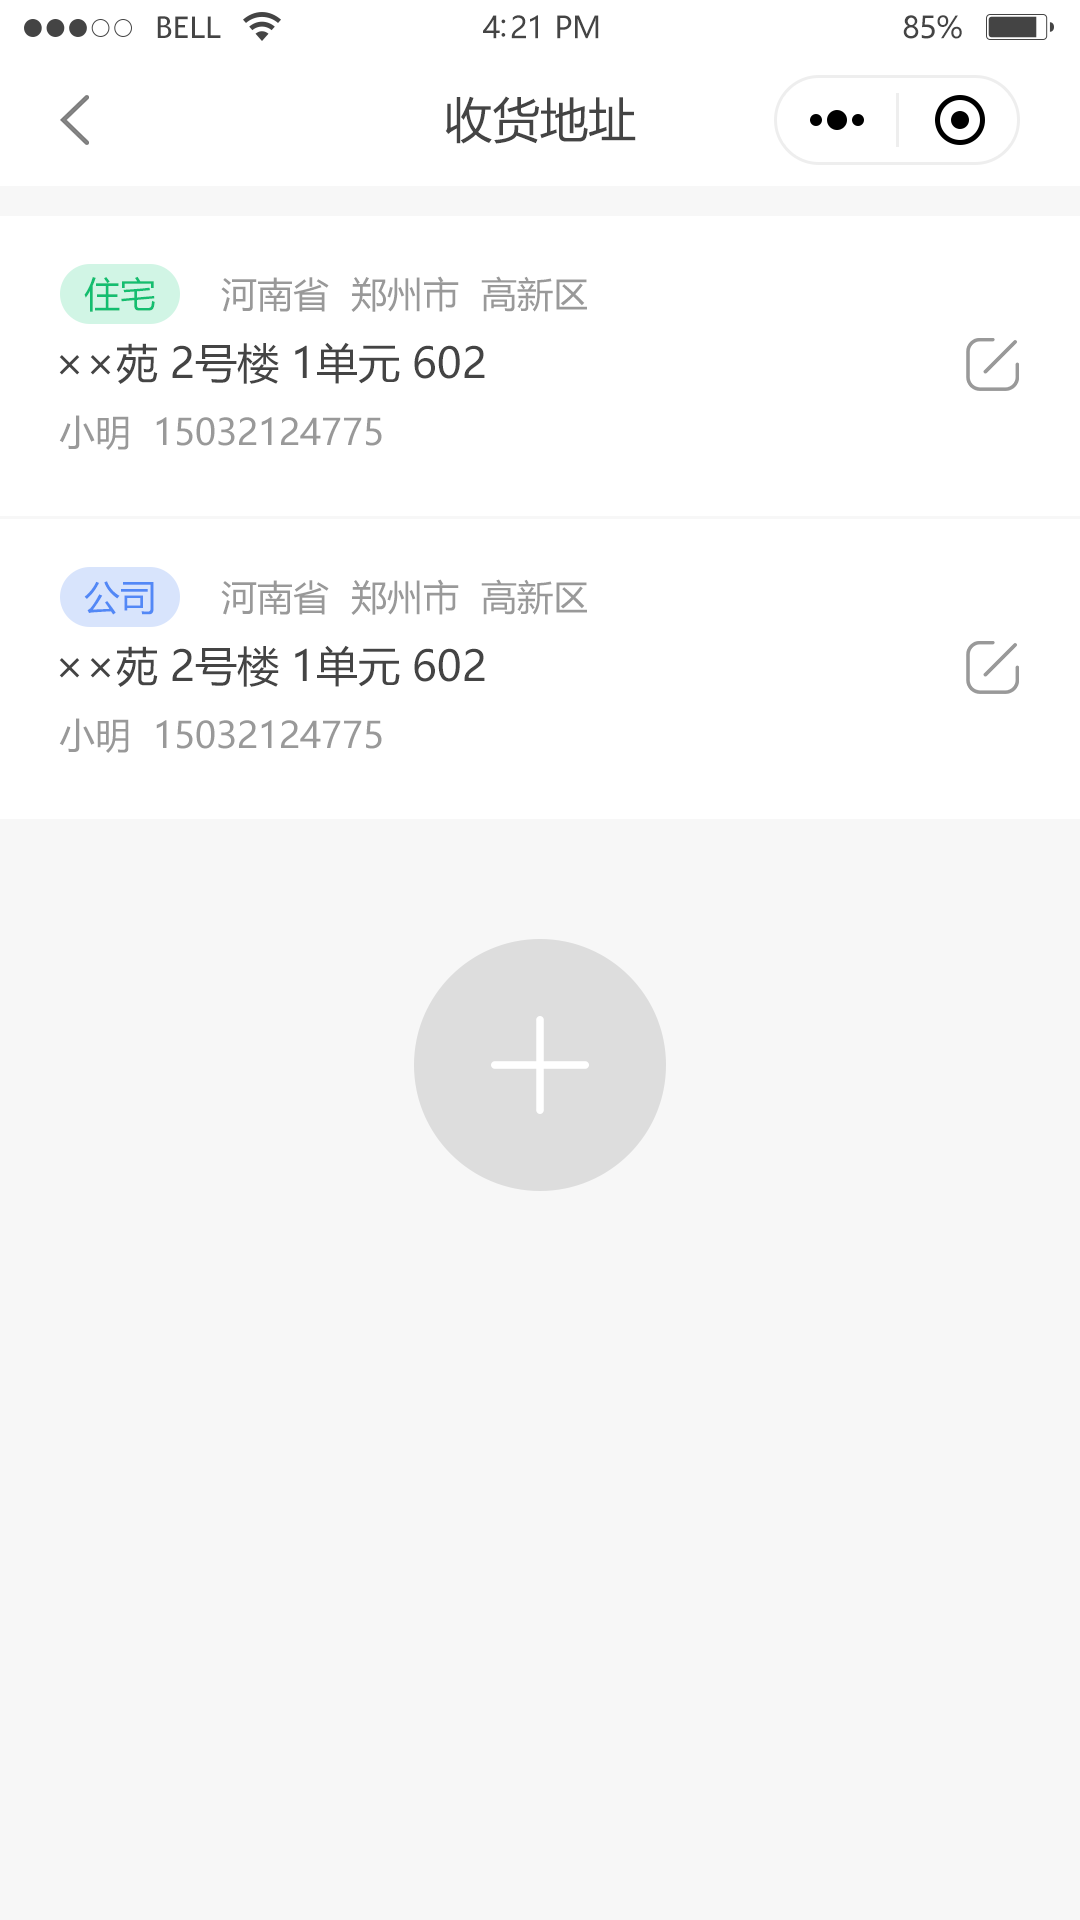 BELL 4:21 PM 85%
收货地址
住宅 河南省 郑州市 高新区
××苑 2号楼 1单元 602
小明 15032124775
公司 河南省 郑州市 高新区
××苑 2号楼 1单元 602
小明 15032124775